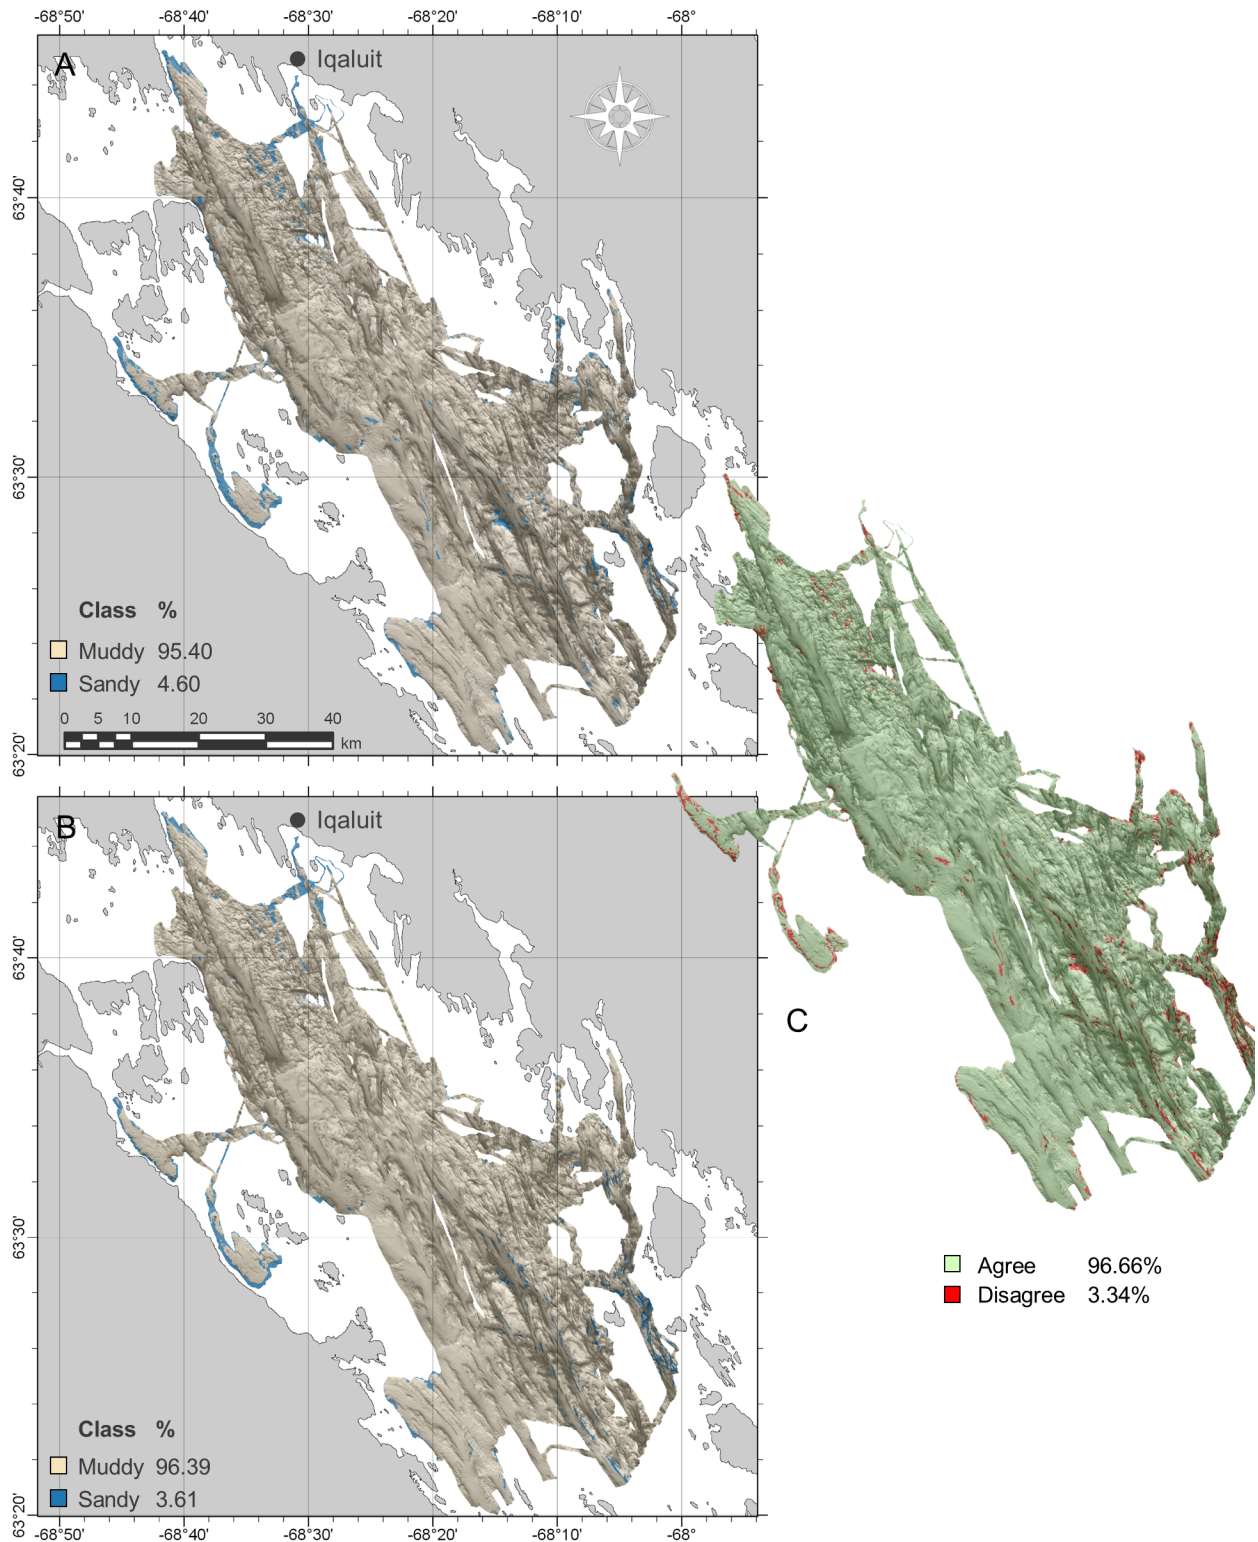 -68°50' -68°40' -68°30' -68°20' -68°10' -68°
A
Iqaluit
63°40'
63°30'
Class %
Muddy 95.40
Sandy 4.60
0 5 10 20 30 40
km
63°20'
B
Iqaluit
63°40'
C
63°30'
Agree 96.66%
Disagree 3.34%
Class %
Muddy 96.39
Sandy 3.61
63°20'
-68°50' -68°40' -68°30' -68°20' -68°10' -68°